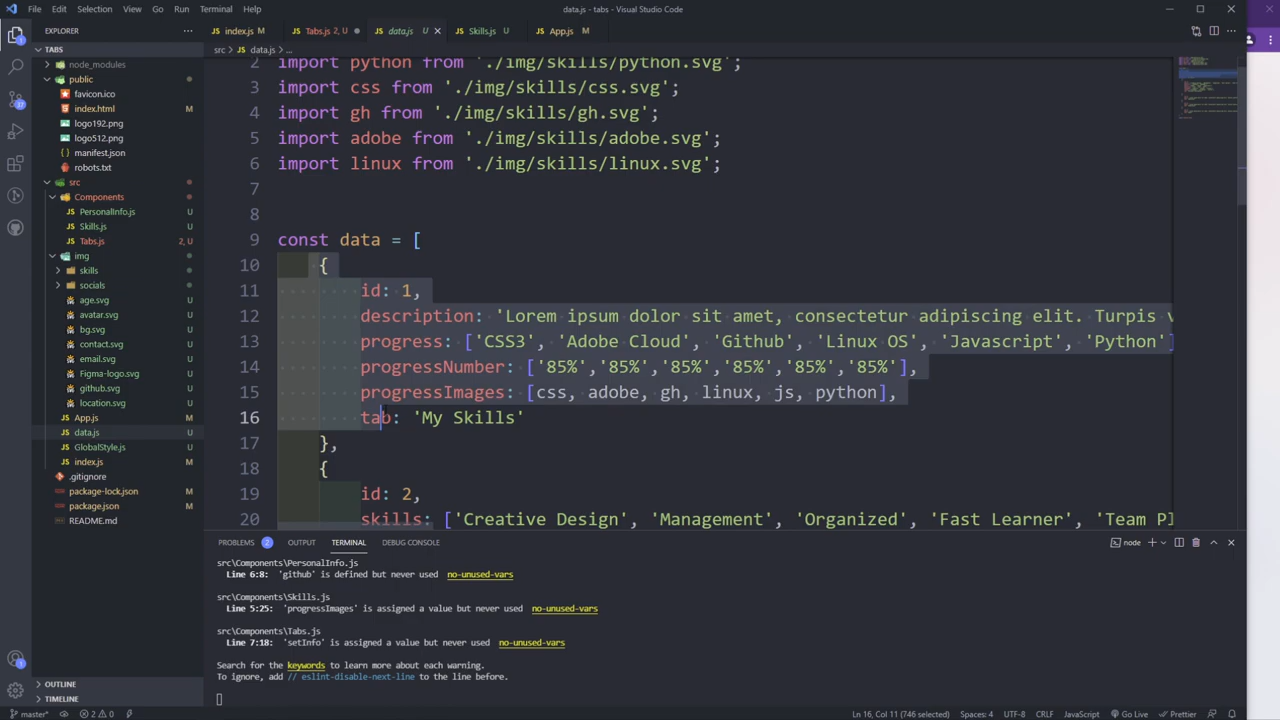 File Edit Selection View Go Run Terminal Help
data.js - tabs - Visual Studio Code
EXPLORER
index.js M
Tabs.js 2, U
data.js U
Skills.js U
App.js M
TABS
src > data.js > ...
node_modules
public
favicon.ico
index.html M
logo192.png
logo512.png
manifest.json
robots.txt
src
Components
PersonalInfo.js U
Skills.js U
Tabs.js 2, U
img
skills
socials
age.svg U
avatar.svg U
bg.svg U
contact.svg U
email.svg U
Figma-logo.svg U
github.svg U
location.svg U
App.js M
data.js U
GlobalStyle.js U
index.js M
.gitignore
package-lock.json M
package.json M
README.md
OUTLINE
TIMELINE
2 import python from './img/skills/python.svg';
3 import css from './img/skills/css.svg';
4 import gh from './img/skills/gh.svg';
5 import adobe from './img/skills/adobe.svg';
6 import linux from './img/skills/linux.svg';
7
8
9 const data = [
10 {
11 id: 1,
12 description: 'Lorem ipsum dolor sit amet, consectetur adipiscing elit. Turpis v
13 progress: ['CSS3', 'Adobe Cloud', 'Github', 'Linux OS', 'Javascript', 'Python']
14 progressNumber: ['85%','85%','85%','85%','85%','85%'],
15 progressImages: [css, adobe, gh, linux, js, python],
16 tab: 'My Skills'
17 },
18 {
19 id: 2,
20 skills: ['Creative Design', 'Management', 'Organized', 'Fast Learner', 'Team Pl
PROBLEMS 2 OUTPUT TERMINAL DEBUG CONSOLE
node
src\Components\PersonalInfo.js
Line 6:8: 'github' is defined but never used no-unused-vars
src\Components\Skills.js
Line 5:25: 'progressImages' is assigned a value but never used no-unused-vars
src\Components\Tabs.js
Line 7:18: 'setInfo' is assigned a value but never used no-unused-vars
Search for the keywords to learn more about each warning.
To ignore, add // eslint-disable-next-line to the line before.
master* 2 0
Ln 16, Col 11 (746 selected) Spaces: 4 UTF-8 CRLF JavaScript Go Live Prettier